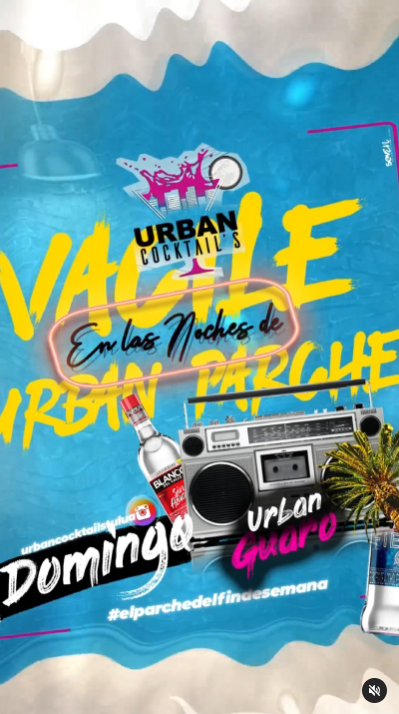 URBAN
COCKTAIL'S
VACILE
En las Noches de
URBAN PARCHE
BLANCO
urbancocktailstulua
Domingo
Urban
Guaro
#elparchedelfindesemana